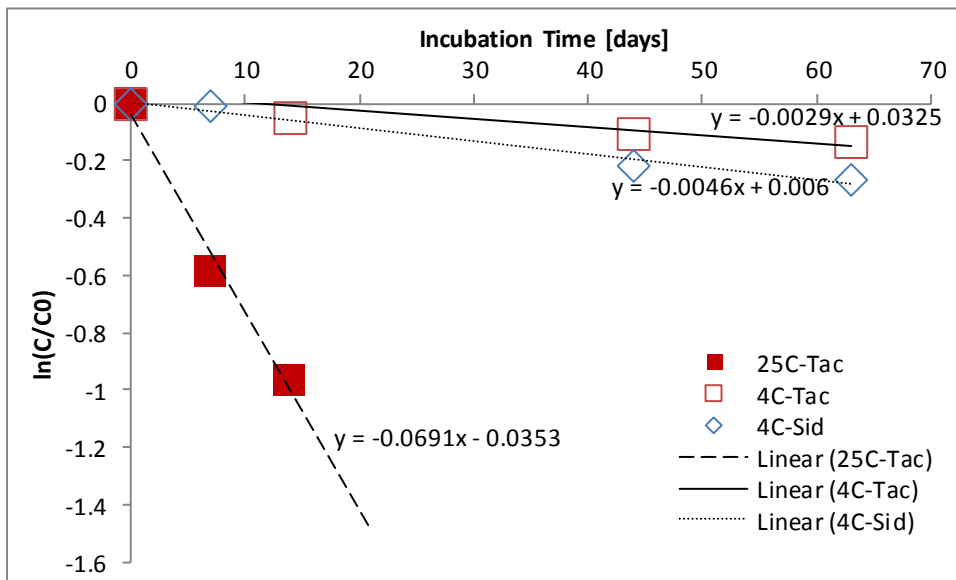 Incubation Time [days]
0 10 20 30 40 50 60 70
0
-0.2
-0.4
-0.6
-0.8
-1
-1.2
-1.4
-1.6
ln(C/C0)
y = -0.0029x + 0.0325
y = -0.0046x + 0.006
y = -0.0691x - 0.0353
25C-Tac
4C-Tac
4C-Sid
Linear (25C-Tac)
Linear (4C-Tac)
Linear (4C-Sid)